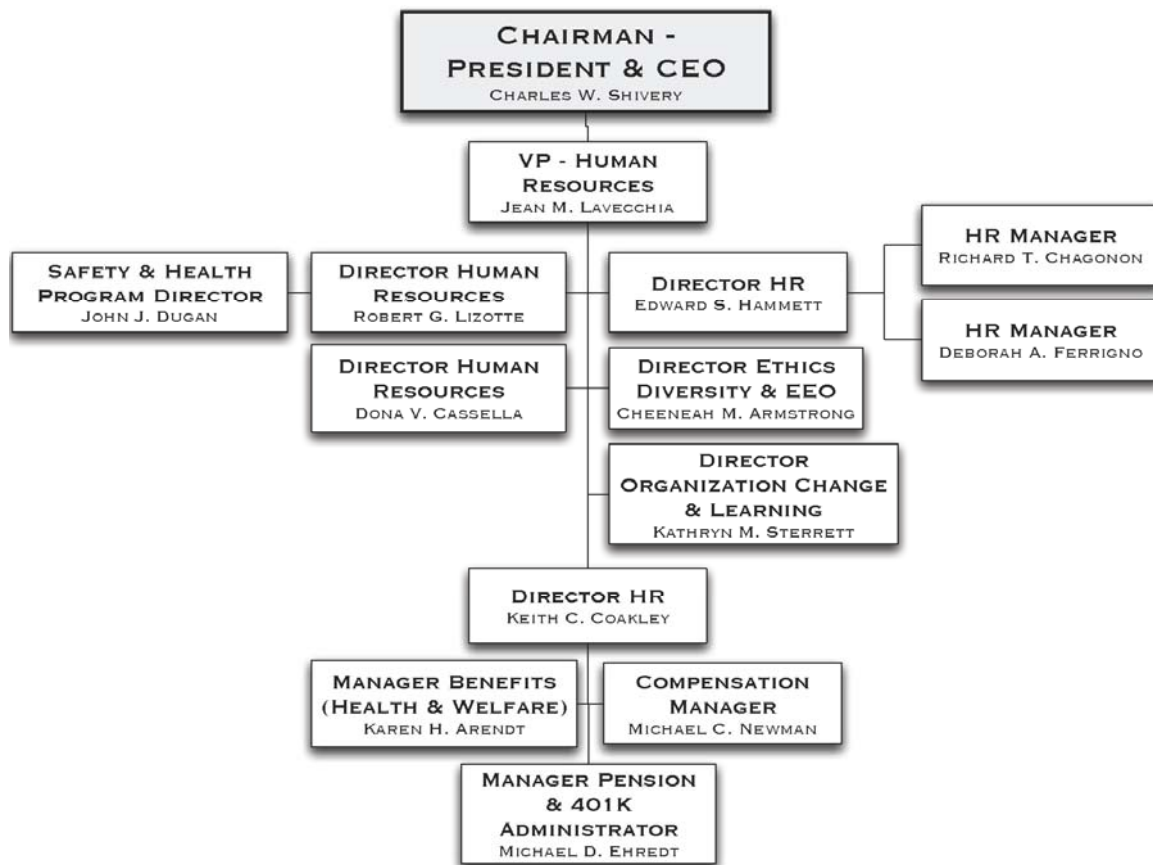 Chairman -
President & CEO
Charles W. Shivery
VP - Human
Resources
Jean M. Lavecchia
HR Manager
Richard T. Chagonon
Safety & Health
Program Director
John J. Dugan
Director Human
Resources
Robert G. Lizotte
Director HR
Edward S. Hammett
HR Manager
Deborah A. Ferrigno
Director Human
Resources
Dona V. Cassella
Director Ethics
Diversity & EEO
Cheeneah M. Armstrong
Director
Organization Change
& Learning
Kathryn M. Sterrett
Director HR
Keith C. Coakley
Manager Benefits
(Health & Welfare)
Karen H. Arendt
Compensation
Manager
Michael C. Newman
Manager Pension
& 401K
Administrator
Michael D. Ehredt